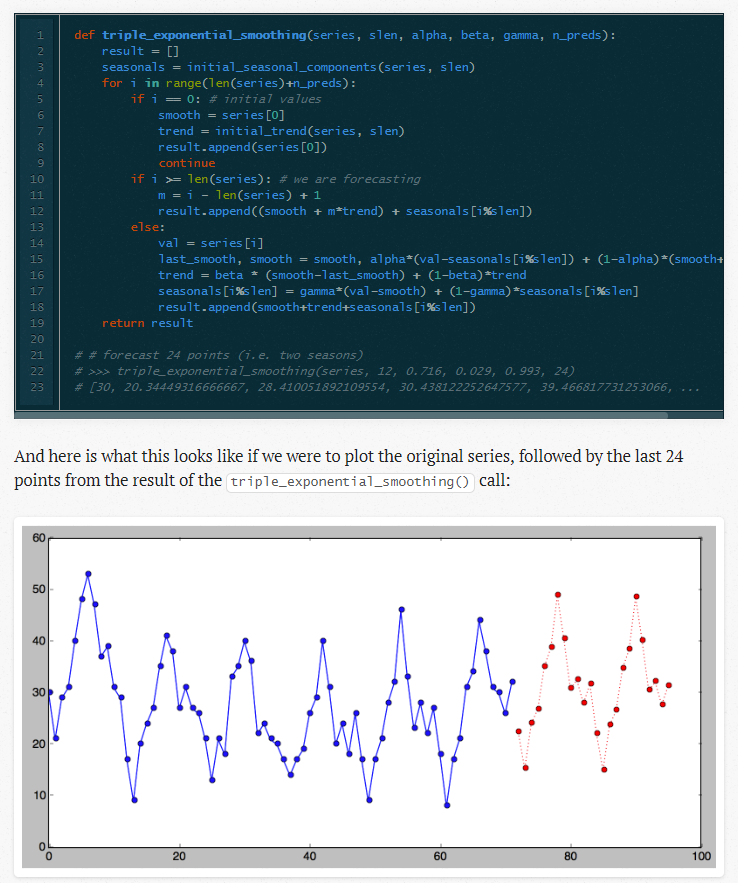 1 def triple_exponential_smoothing(series, slen, alpha, beta, gamma, n_preds):
2     result = []
3     seasonals = initial_seasonal_components(series, slen)
4     for i in range(len(series)+n_preds):
5         if i == 0: # initial values
6             smooth = series[0]
7             trend = initial_trend(series, slen)
8             result.append(series[0])
9             continue
10         if i >= len(series): # we are forecasting
11             m = i - len(series) + 1
12             result.append((smooth + m*trend) + seasonals[i%slen])
13         else:
14             val = series[i]
15             last_smooth, smooth = smooth, alpha*(val-seasonals[i%slen]) + (1-alpha)*(smooth+
16             trend = beta * (smooth-last_smooth) + (1-beta)*trend
17             seasonals[i%slen] = gamma*(val-smooth) + (1-gamma)*seasonals[i%slen]
18             result.append(smooth+trend+seasonals[i%slen])
19     return result
20
21 # # forecast 24 points (i.e. two seasons)
22 # >>> triple_exponential_smoothing(series, 12, 0.716, 0.029, 0.993, 24)
23 # [30, 20.34449316666667, 28.410051892109554, 30.438122252647577, 39.466817731253066, ...
And here is what this looks like if we were to plot the original series, followed by the last 24
points from the result of the triple_exponential_smoothing() call:
60
50
40
30
20
10
0
0 20 40 60 80 100